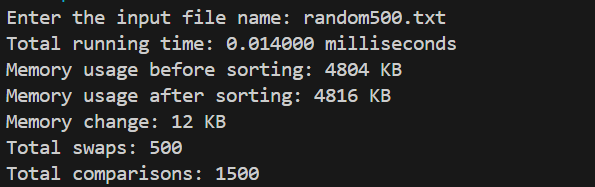 Enter the input file name: random500.txt
Total running time: 0.014000 milliseconds
Memory usage before sorting: 4804 KB
Memory usage after sorting: 4816 KB
Memory change: 12 KB
Total swaps: 500
Total comparisons: 1500